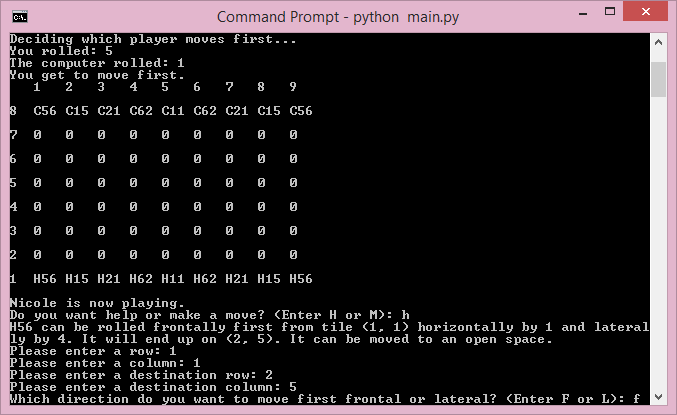 Command Prompt - python  main.py
Deciding which player moves first...
You rolled: 5
The computer rolled: 1
You get to move first.
1 2 3 4 5 6 7 8 9
8 C56 C15 C21 C62 C11 C62 C21 C15 C56
7 0 0 0 0 0 0 0 0 0
6 0 0 0 0 0 0 0 0 0
5 0 0 0 0 0 0 0 0 0
4 0 0 0 0 0 0 0 0 0
3 0 0 0 0 0 0 0 0 0
2 0 0 0 0 0 0 0 0 0
1 H56 H15 H21 H62 H11 H62 H21 H15 H56
Nicole is now playing.
Do you want help or make a move? (Enter H or M): h
H56 can be rolled frontally first from tile (1, 1) horizontally by 1 and lateral
ly by 4. It will end up on (2, 5). It can be moved to an open space.
Please enter a row: 1
Please enter a column: 1
Please enter a destination row: 2
Please enter a destination column: 5
Which direction do you want to move first frontal or lateral? (Enter F or L): f